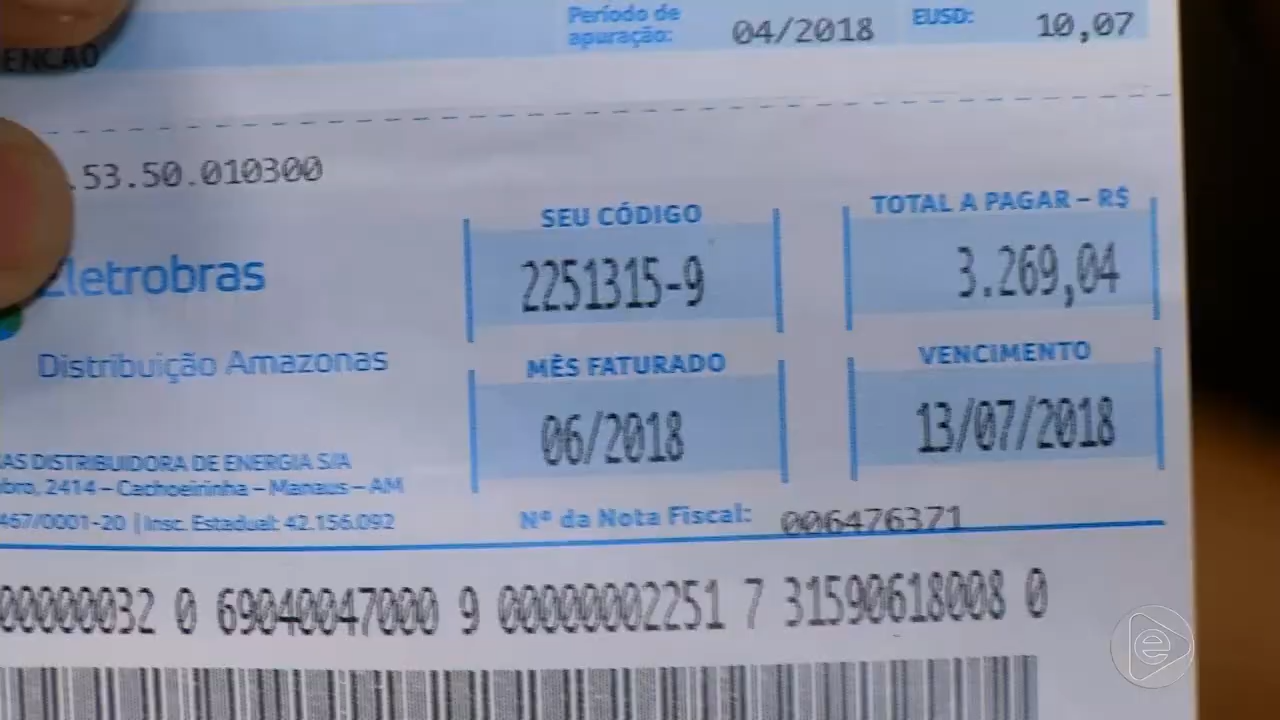 Período de apuração: 04/2018 EUSD: 10,07
ENÇÃO
.53.50.010300
SEU CÓDIGO
TOTAL A PAGAR – R$
2251315-9
3.269,04
Eletrobras
Distribuição Amazonas
MÊS FATURADO
VENCIMENTO
06/2018
13/07/2018
AS DISTRIBUIDORA DE ENERGIA S/A
bro, 2414 – Cachoeirinha – Manaus – AM
467/0001-20 | Insc. Estadual: 42.156.092
Nº da Nota Fiscal: 006476371
00000032 0 69040047000 9 00000002251 7 31590618008 0
e